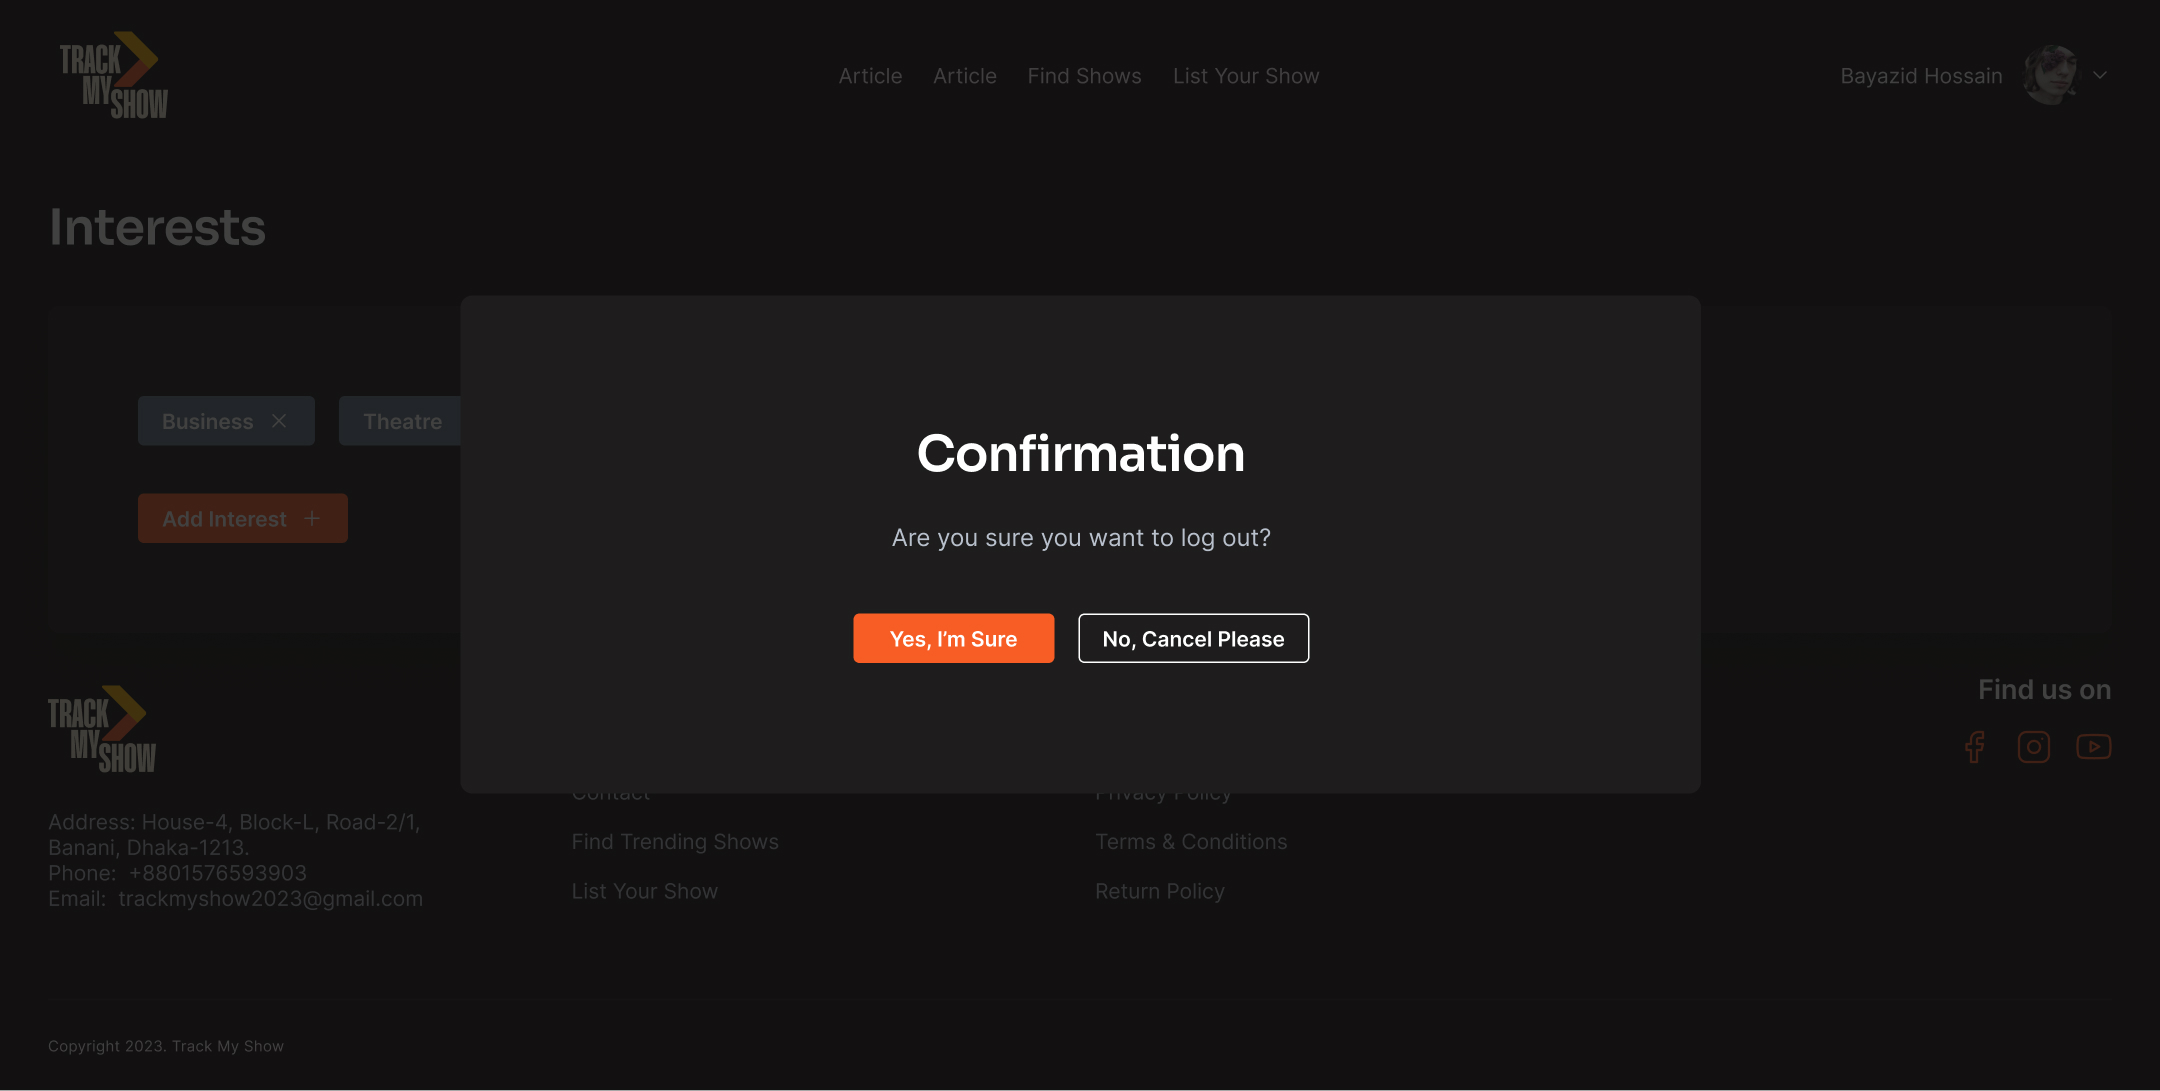 TRACK
MY
SHOW
Article
Article
Find Shows
List Your Show
Bayazid Hossain
Interests
Business
Theatre
Add Interest
Confirmation
Are you sure you want to log out?
Yes, I'm Sure
No, Cancel Please
TRACK
MY
SHOW
Address: House-4, Block-L, Road-2/1,
Banani, Dhaka-1213.
Phone: +8801576593903
Email: trackmyshow2023@gmail.com
Contact
Find Trending Shows
List Your Show
Privacy Policy
Terms & Conditions
Return Policy
Find us on
Copyright 2023. Track My Show